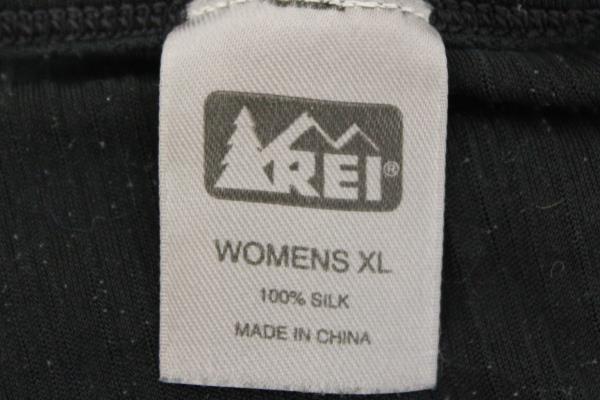 REI®
WOMENS XL
100% SILK
MADE IN CHINA